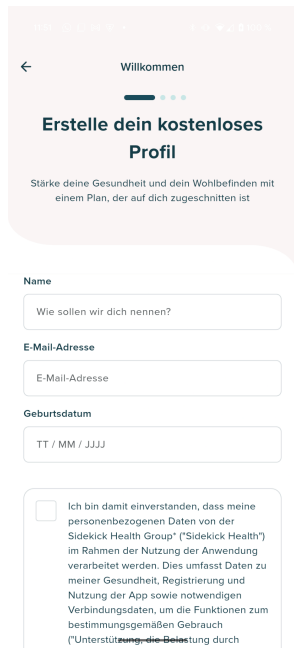 Willkommen
Erstelle dein kostenloses
Profil
Stärke deine Gesundheit und dein Wohlbefinden mit
einem Plan, der auf dich zugeschnitten ist
Name
Wie sollen wir dich nennen?
E-Mail-Adresse
E-Mail-Adresse
Geburtsdatum
TT / MM / JJJJ
Ich bin damit einverstanden, dass meine
personenbezogenen Daten von der
Sidekick Health Group* ("Sidekick Health")
im Rahmen der Nutzung der Anwendung
verarbeitet werden. Dies umfasst Daten zu
meiner Gesundheit, Registrierung und
Nutzung der App sowie notwendigen
Verbindungsdaten, um die Funktionen zum
bestimmungsgemäßen Gebrauch
("Unterstützung, die Belastung durch